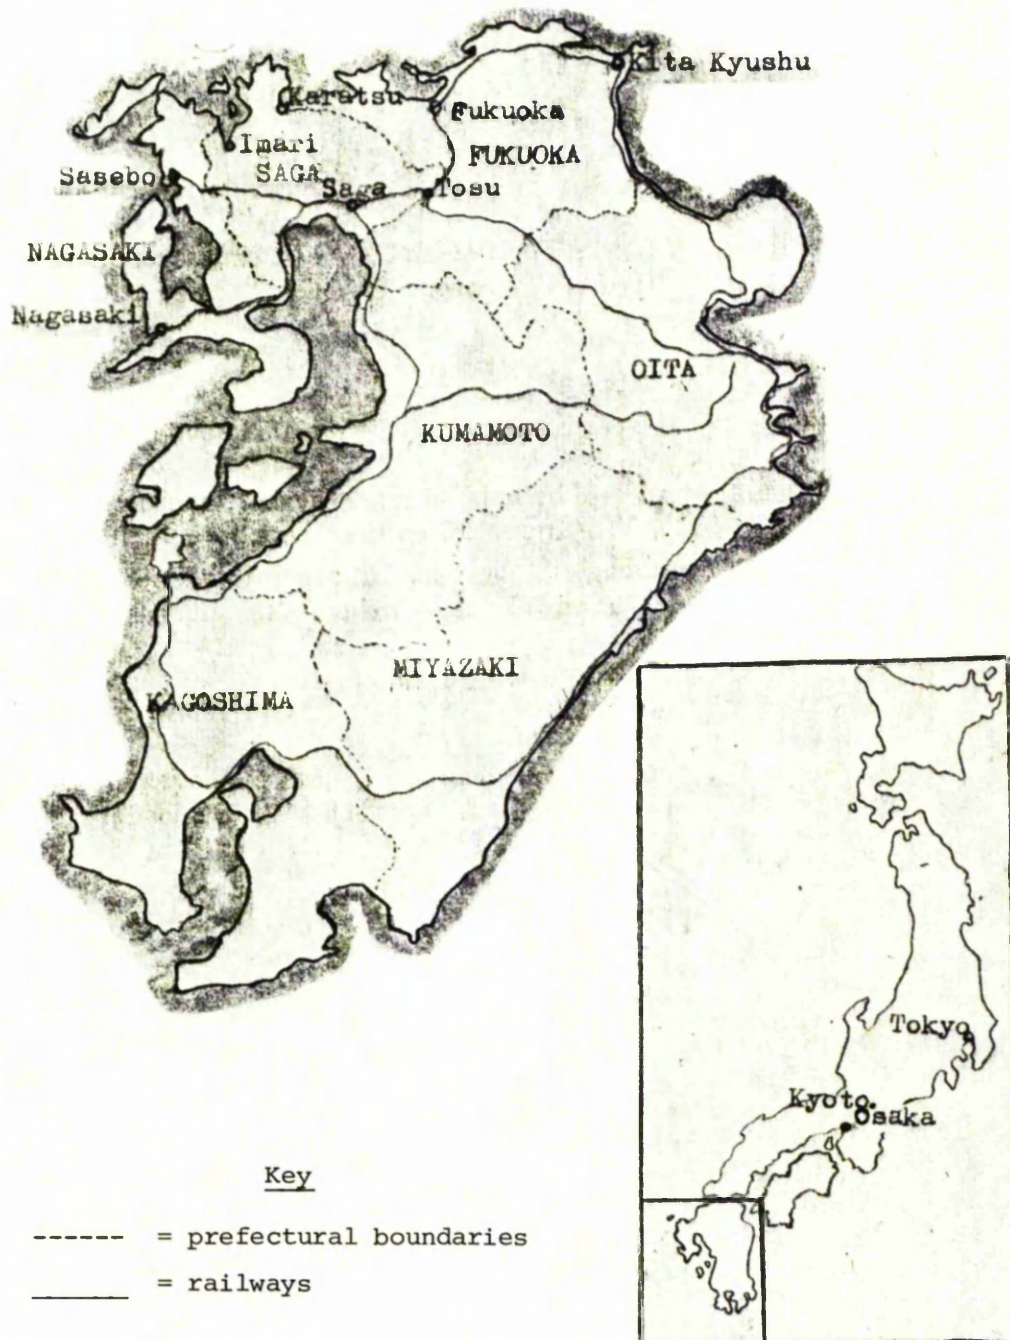 Kita Kyushu
Karatsu
Fukuoka
Imari
FUKUOKA
SAGA
Sasebo
Saga
Tosu
NAGASAKI
Nagasaki
OITA
KUMAMOTO
MIYAZAKI
KAGOSHIMA
Tokyo
Kyoto
Osaka
Key
= prefectural boundaries
= railways